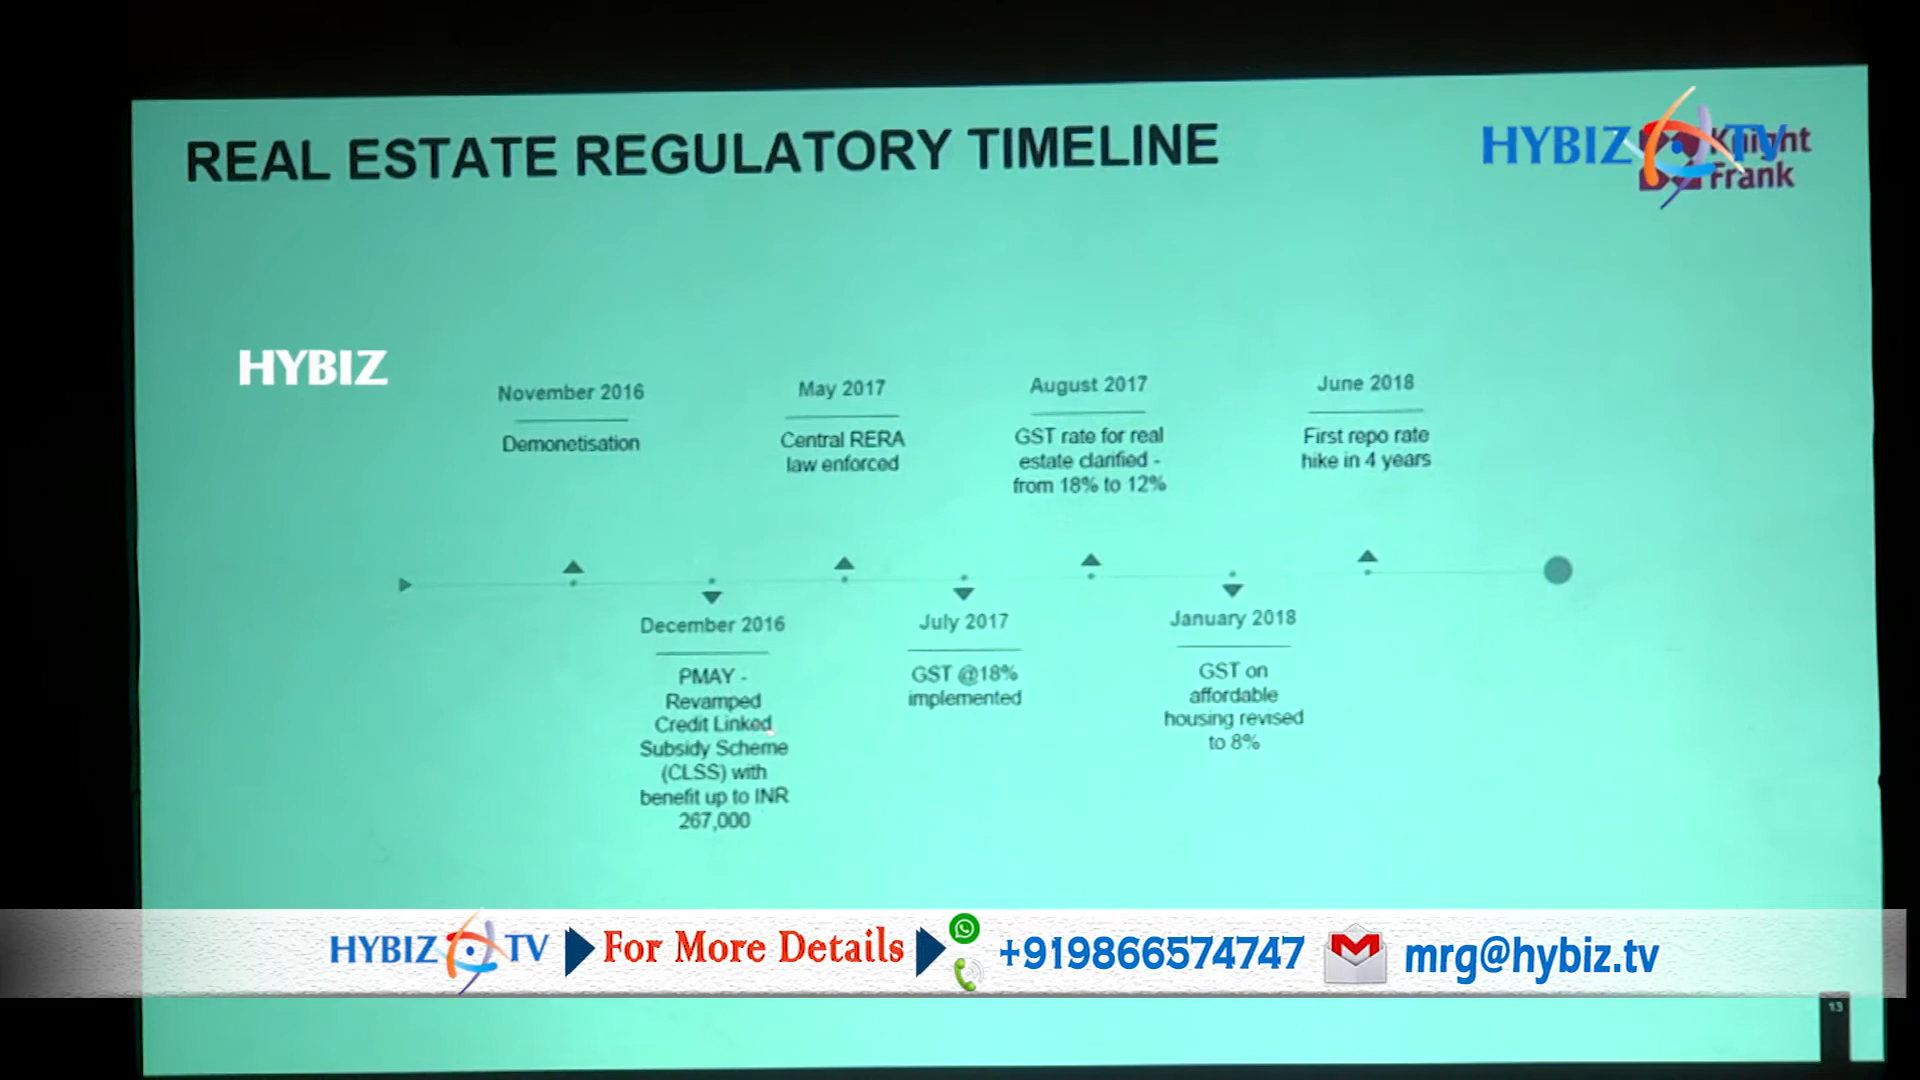 REAL ESTATE REGULATORY TIMELINE
HYBIZ TV
Knight
Frank
HYBIZ
November 2016
Demonetisation
May 2017
Central RERA
law enforced
August 2017
GST rate for real
estate clarified -
from 18% to 12%
June 2018
First repo rate
hike in 4 years
December 2016
PMAY -
Revamped
Credit Linked
Subsidy Scheme
(CLSS) with
benefit up to INR
267,000
July 2017
GST @18%
implemented
January 2018
GST on
affordable
housing revised
to 8%
HYBIZ TV For More Details +919866574747 mrg@hybiz.tv
13